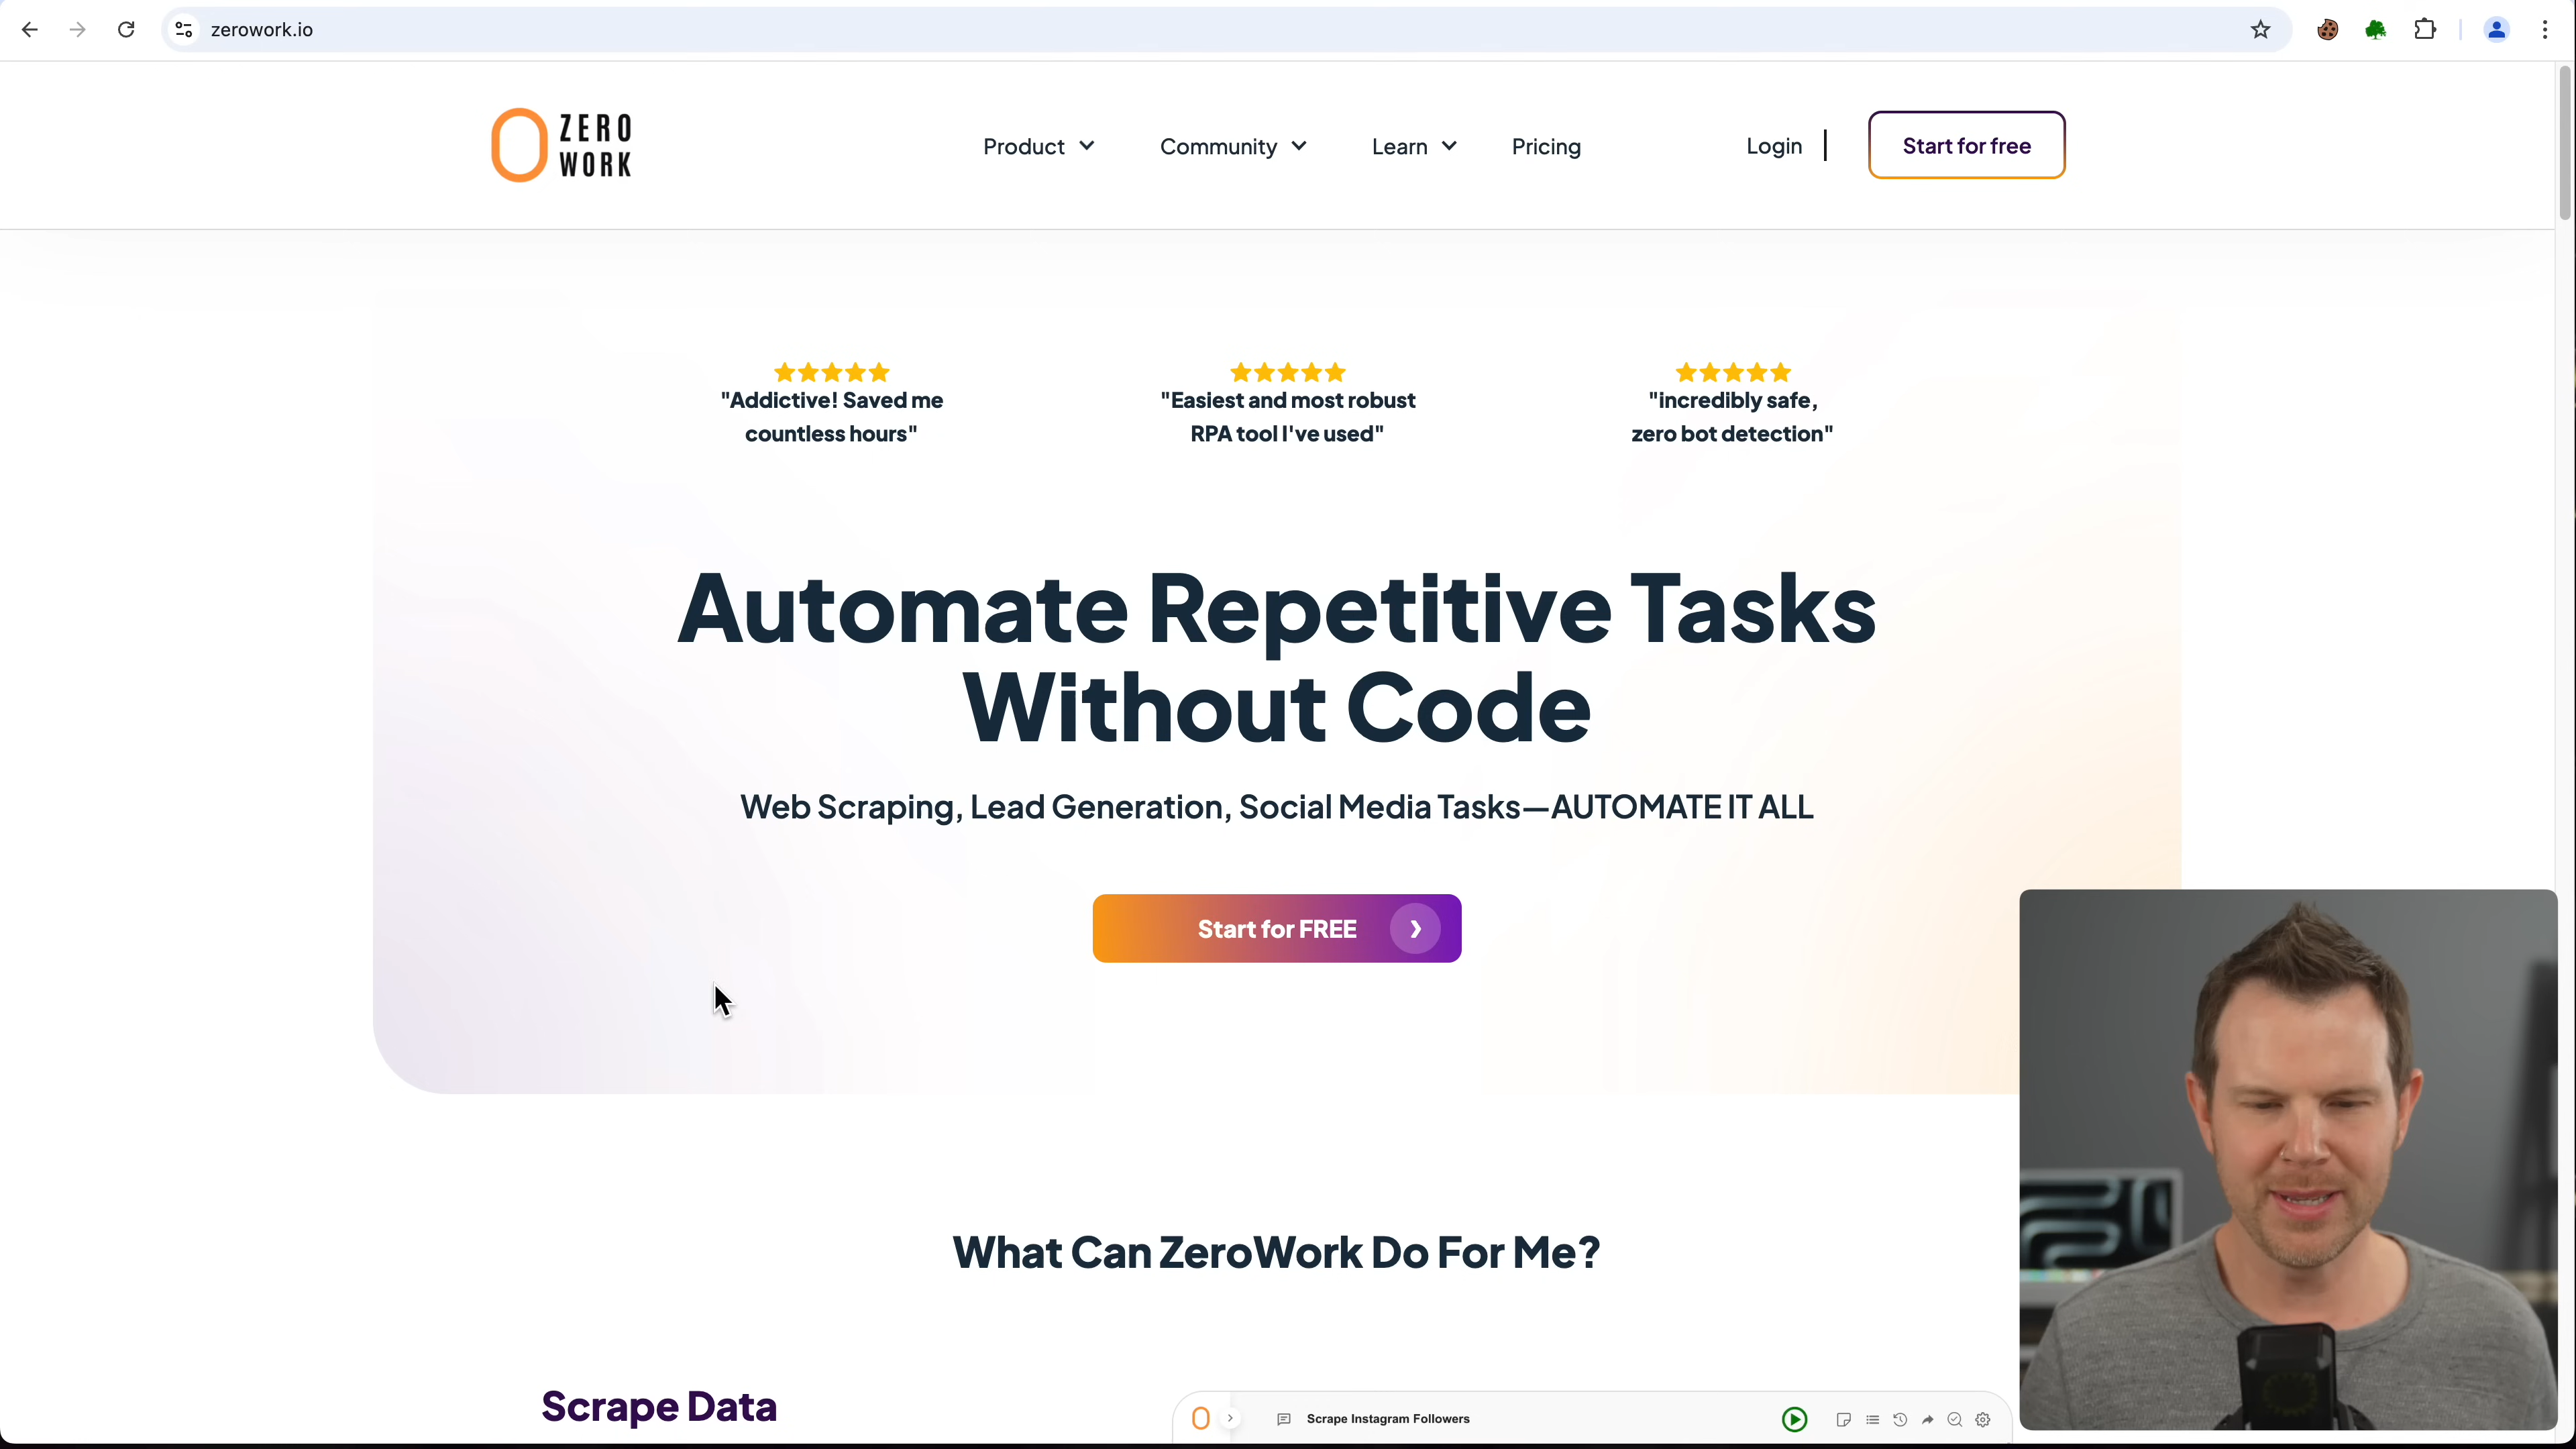 zerowork.io
ZERO
WORK
Product
Community
Learn
Pricing
Login
Start for free
"Addictive! Saved me
countless hours"
"Easiest and most robust
RPA tool I've used"
"incredibly safe,
zero bot detection"
Automate Repetitive Tasks
Without Code
Web Scraping, Lead Generation, Social Media Tasks—AUTOMATE IT ALL
Start for FREE
What Can ZeroWork Do For Me?
Scrape Data
Scrape Instagram Followers